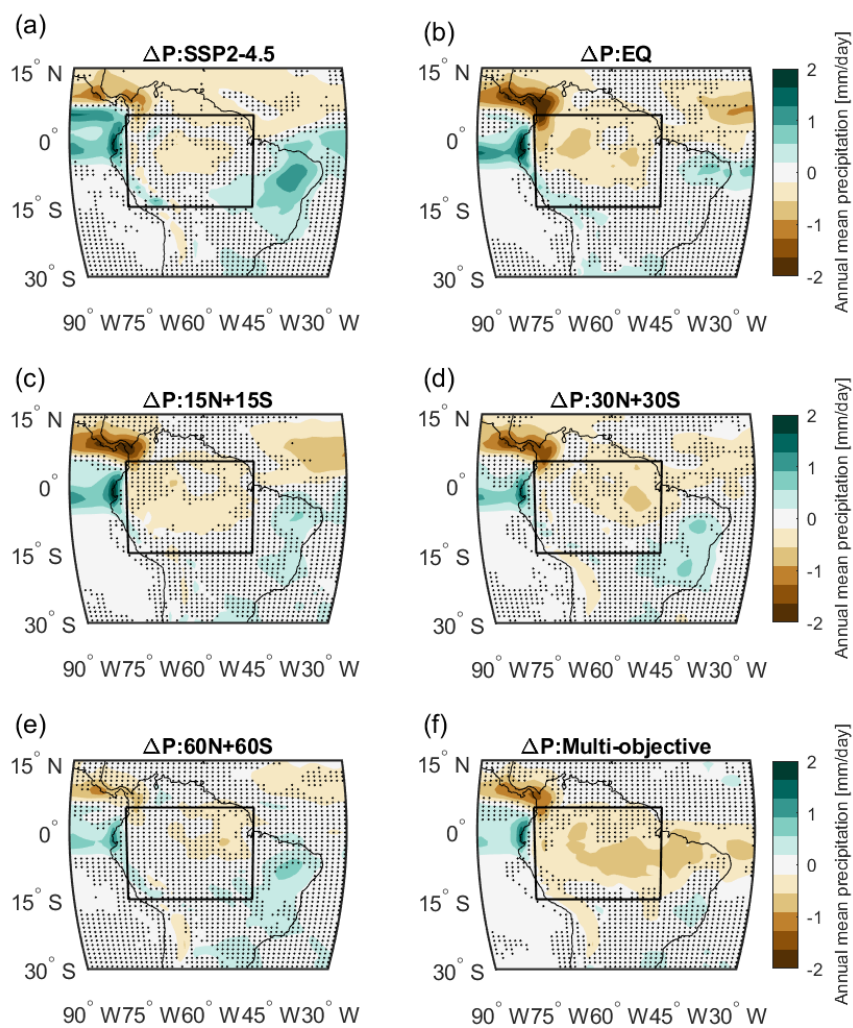 (a)
ΔP:SSP2-4.5
15° N
0°
15° S
30° S
90° W75° W60° W45° W30° W
(b)
ΔP:EQ
15° N
0°
15° S
30° S
90° W75° W60° W45° W30° W
2
1
0
-1
-2
Annual mean precipitation [mm/day]
(c)
ΔP:15N+15S
15° N
0°
15° S
30° S
90° W75° W60° W45° W30° W
(d)
ΔP:30N+30S
15° N
0°
15° S
30° S
90° W75° W60° W45° W30° W
2
1
0
-1
-2
Annual mean precipitation [mm/day]
(e)
ΔP:60N+60S
15° N
0°
15° S
30° S
90° W75° W60° W45° W30° W
(f)
ΔP:Multi-objective
15° N
0°
15° S
30° S
90° W75° W60° W45° W30° W
2
1
0
-1
-2
Annual mean precipitation [mm/day]